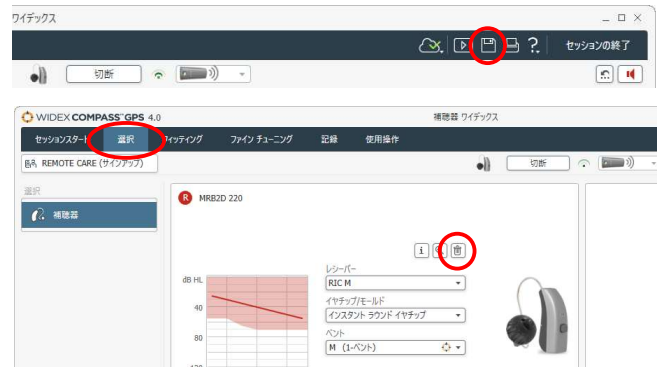 ワイデックス
セッションの終了
切断
WIDEX COMPASS GPS 4.0
補聴器 ワイデックス
セッションスタート 選択 フィッティング ファイン チューニング 記録 使用操作
REMOTE CARE (サインアップ) 切断
選択
補聴器
R MRB2D 220
i
レシーバー
dB HL
RIC M
イヤチップ/モールド
40
インスタント ラウンド イヤチップ
ベント
80
M (1-ベント)
120